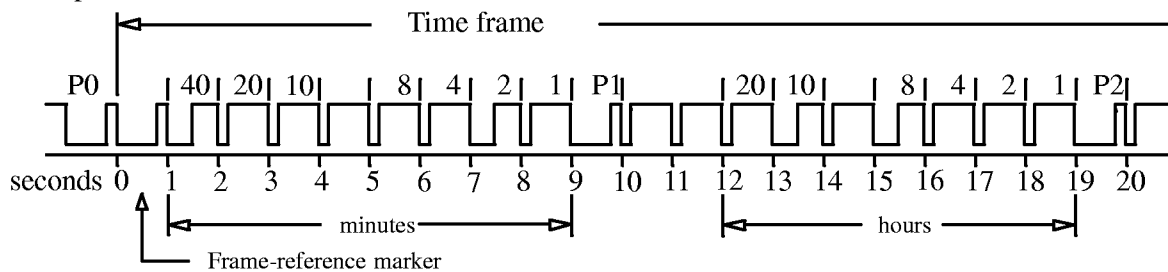 Time frame
P0 40 20 10 8 4 2 1 P1 20 10 8 4 2 1 P2
seconds 0 1 2 3 4 5 6 7 8 9 10 11 12 13 14 15 16 17 18 19 20
minutes hours
Frame-reference marker